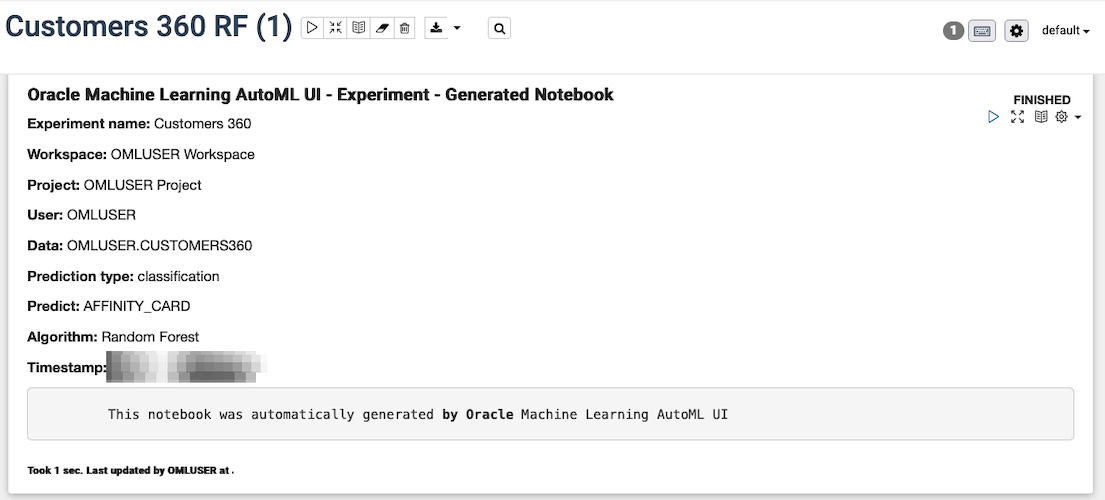 Customers 360 RF (1)
1
default
Oracle Machine Learning AutoML UI - Experiment - Generated Notebook
FINISHED
Experiment name: Customers 360
Workspace: OMLUSER Workspace
Project: OMLUSER Project
User: OMLUSER
Data: OMLUSER.CUSTOMERS360
Prediction type: classification
Predict: AFFINITY_CARD
Algorithm: Random Forest
Timestamp:
This notebook was automatically generated by Oracle Machine Learning AutoML UI
Took 1 sec. Last updated by OMLUSER at .